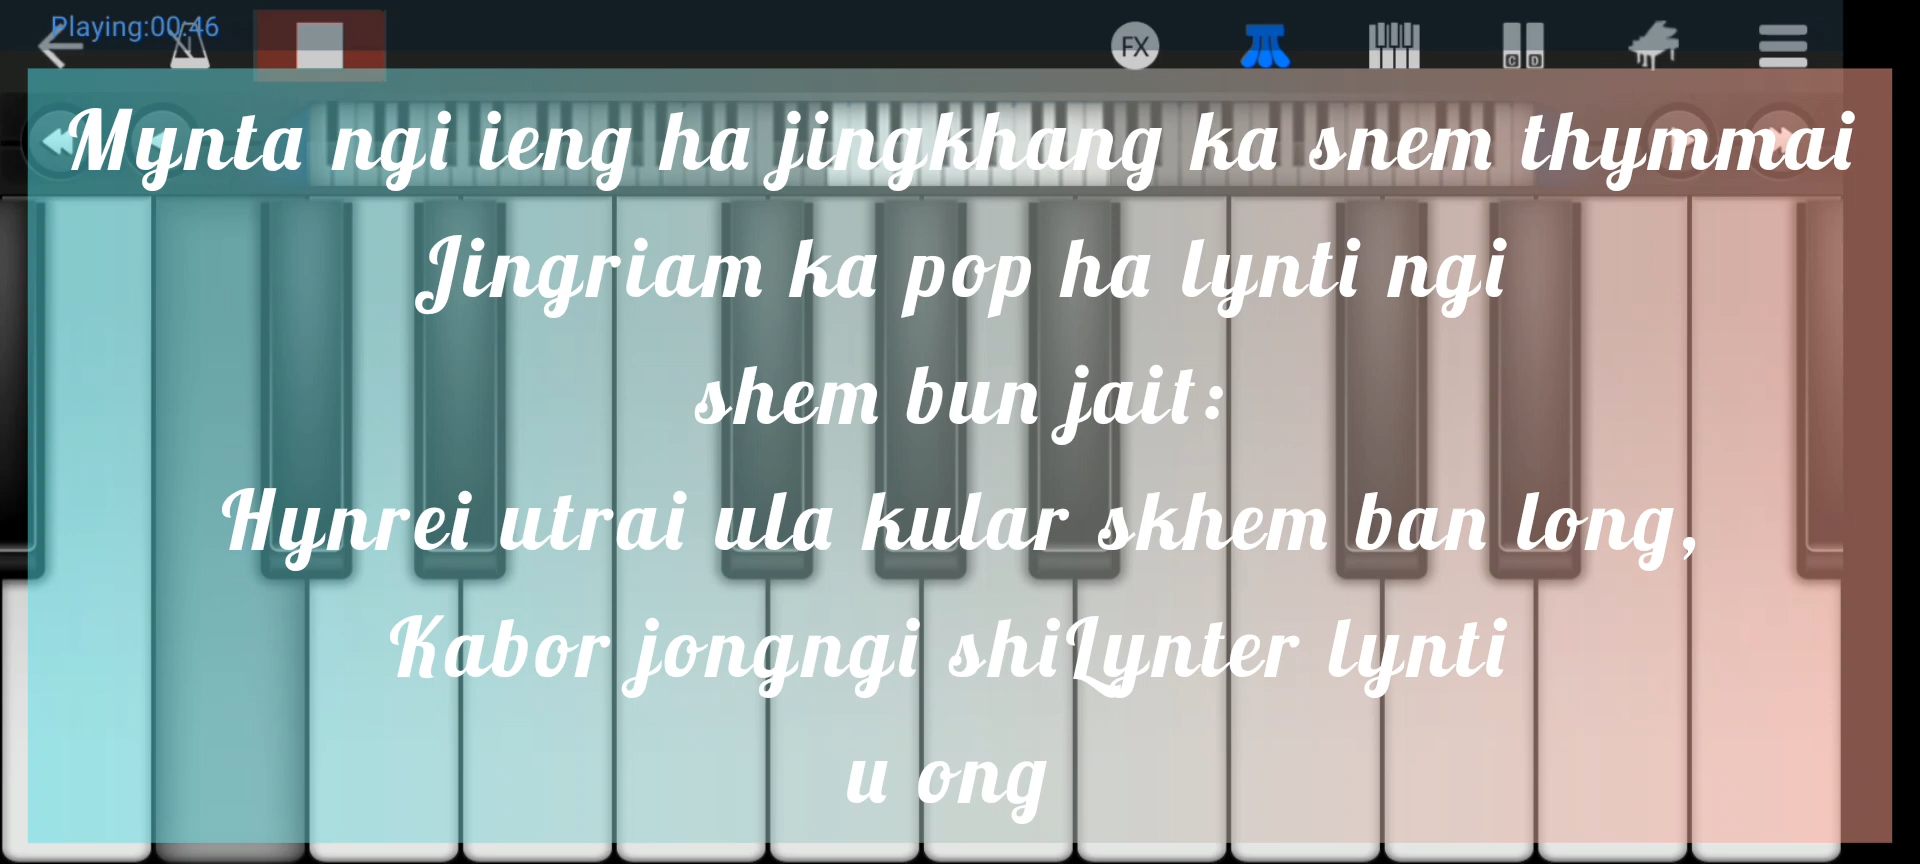 Playing:00:46
FX
C D
Mynta ngi ieng ha jingkhang ka snem thymmai
Jingriam ka pop ha lynti ngi
shem bun jait:
Hynrei utrai ula kular skhem ban long,
Kabor jongngi shiLynter lynti
u ong